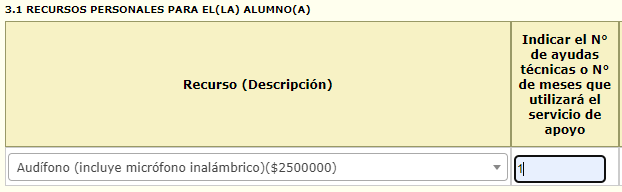 3.1 RECURSOS PERSONALES PARA EL(LA) ALUMNO(A)
Recurso (Descripción)
Indicar el N°
de ayudas
técnicas o N°
de meses que
utilizará el
servicio de
apoyo
Audífono (incluye micrófono inalámbrico)($2500000)
1